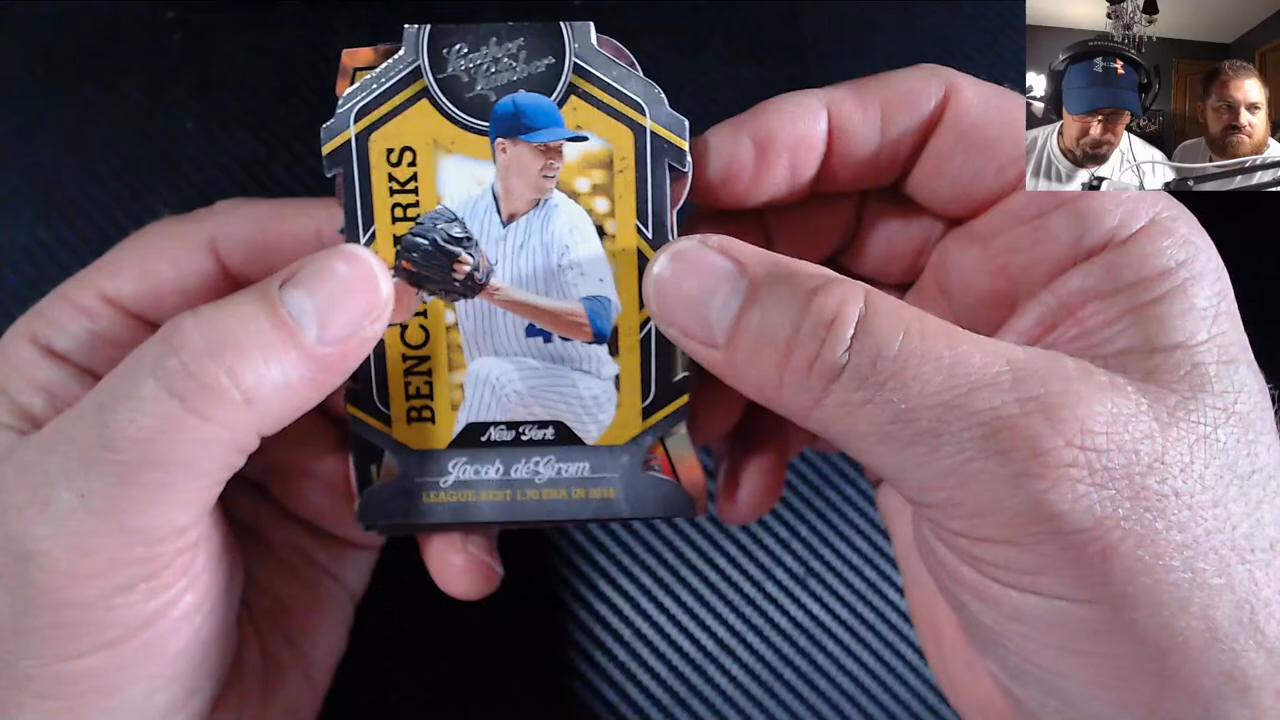 Leather
& Lumber
BENCHMARKS
New York
Jacob deGrom
LEAGUE-BEST 1.70 ERA IN 2018